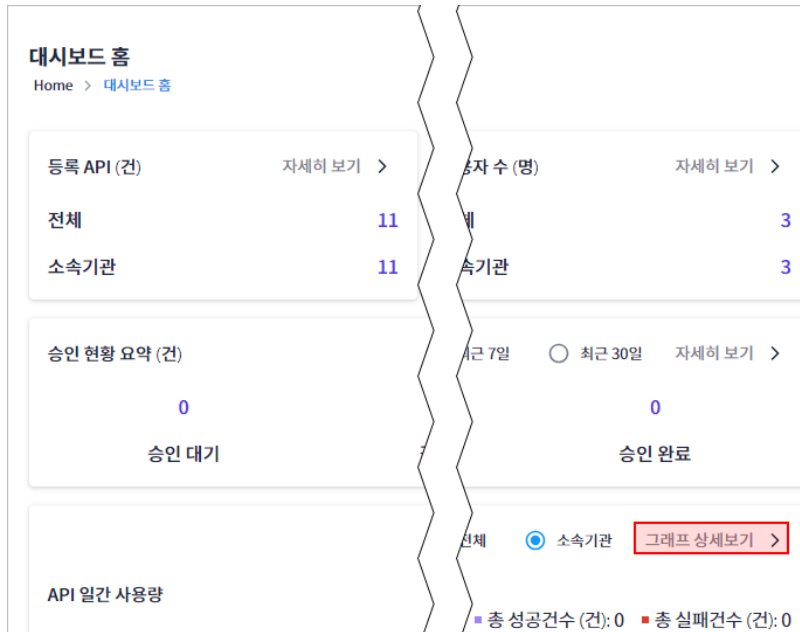 대시보드 홈
Home > 대시보드 홈
등록 API (건) 자세히 보기 > 수 (명) 자세히 보기 >
전체 11 3
소속기관 11 3
승인 현황 요약 (건) 7일 최근 30일 자세히 보기 >
0 0
승인 대기 승인 완료
소속기관 그래프 상세보기 >
API 일간 사용량
총 성공건수 (건): 0 총 실패건수 (건): 0